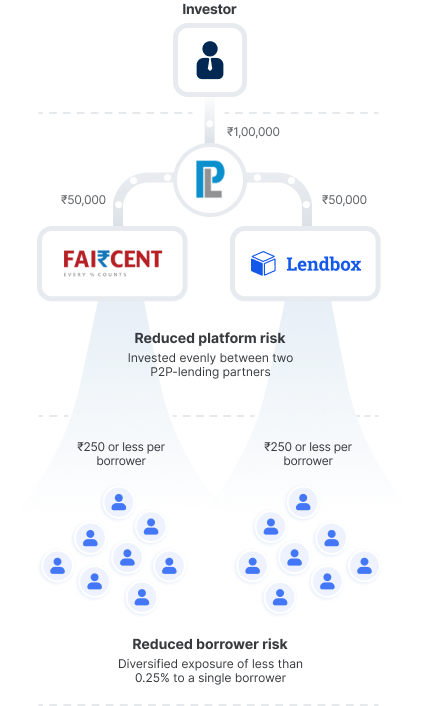 Investor
₹1,00,000
PL
₹50,000
₹50,000
FAIRCENT
EVERY % COUNTS
Lendbox
Reduced platform risk
Invested evenly between two
P2P-lending partners
₹250 or less per
borrower
₹250 or less per
borrower
Reduced borrower risk
Diversified exposure of less than
0.25% to a single borrower